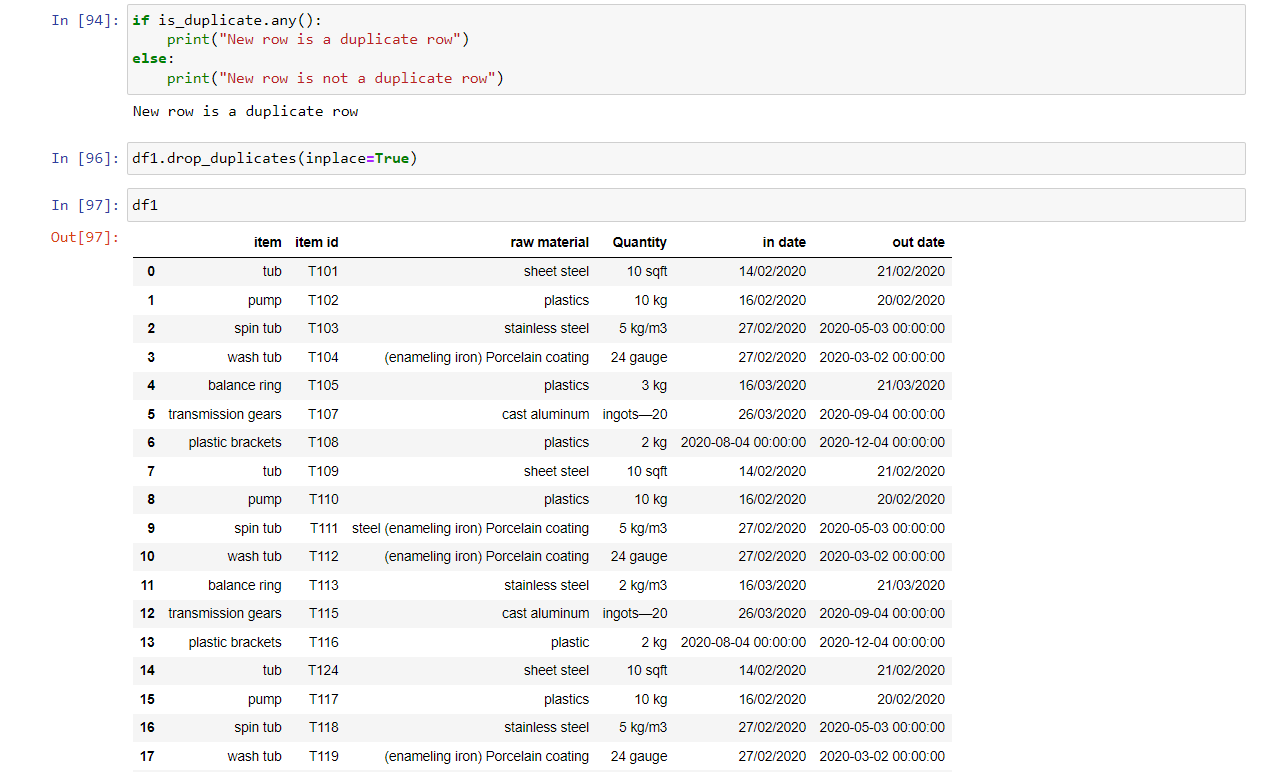 In [94]: if is_duplicate.any():
print("New row is a duplicate row")
else:
print("New row is not a duplicate row")
New row is a duplicate row
In [96]: df1.drop_duplicates(inplace=True)
In [97]: df1
Out[97]:
item item id raw material Quantity in date out date
0 tub T101 sheet steel 10 sqft 14/02/2020 21/02/2020
1 pump T102 plastics 10 kg 16/02/2020 20/02/2020
2 spin tub T103 stainless steel 5 kg/m3 27/02/2020 2020-05-03 00:00:00
3 wash tub T104 (enameling iron) Porcelain coating 24 gauge 27/02/2020 2020-03-02 00:00:00
4 balance ring T105 plastics 3 kg 16/03/2020 21/03/2020
5 transmission gears T107 cast aluminum ingots—20 26/03/2020 2020-09-04 00:00:00
6 plastic brackets T108 plastics 2 kg 2020-08-04 00:00:00 2020-12-04 00:00:00
7 tub T109 sheet steel 10 sqft 14/02/2020 21/02/2020
8 pump T110 plastics 10 kg 16/02/2020 20/02/2020
9 spin tub T111 steel (enameling iron) Porcelain coating 5 kg/m3 27/02/2020 2020-05-03 00:00:00
10 wash tub T112 (enameling iron) Porcelain coating 24 gauge 27/02/2020 2020-03-02 00:00:00
11 balance ring T113 stainless steel 2 kg/m3 16/03/2020 21/03/2020
12 transmission gears T115 cast aluminum ingots—20 26/03/2020 2020-09-04 00:00:00
13 plastic brackets T116 plastic 2 kg 2020-08-04 00:00:00 2020-12-04 00:00:00
14 tub T124 sheet steel 10 sqft 14/02/2020 21/02/2020
15 pump T117 plastics 10 kg 16/02/2020 20/02/2020
16 spin tub T118 stainless steel 5 kg/m3 27/02/2020 2020-05-03 00:00:00
17 wash tub T119 (enameling iron) Porcelain coating 24 gauge 27/02/2020 2020-03-02 00:00:00